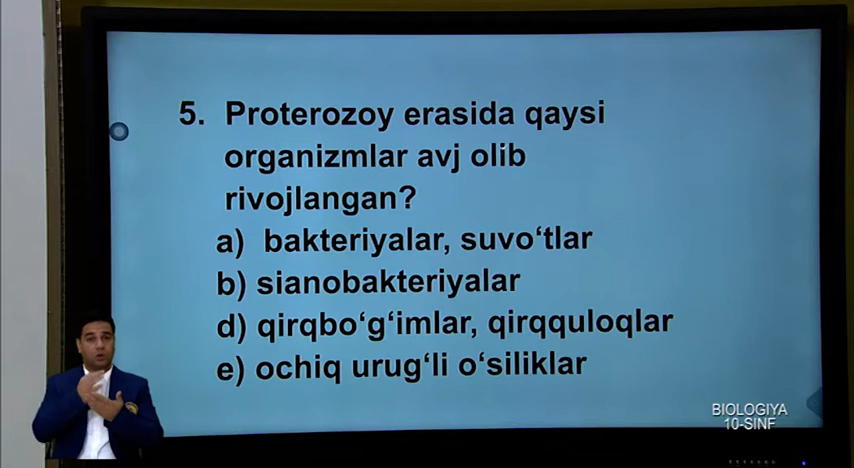 5. Proterozoy erasida qaysi
organizmlar avj olib
rivojlangan?
a) bakteriyalar, suvo‘tlar
b) sianobakteriyalar
d) qirqbo‘g‘imlar, qirqquloqlar
e) ochiq urug‘li o‘siliklar
BIOLOGIYA
10-SINF